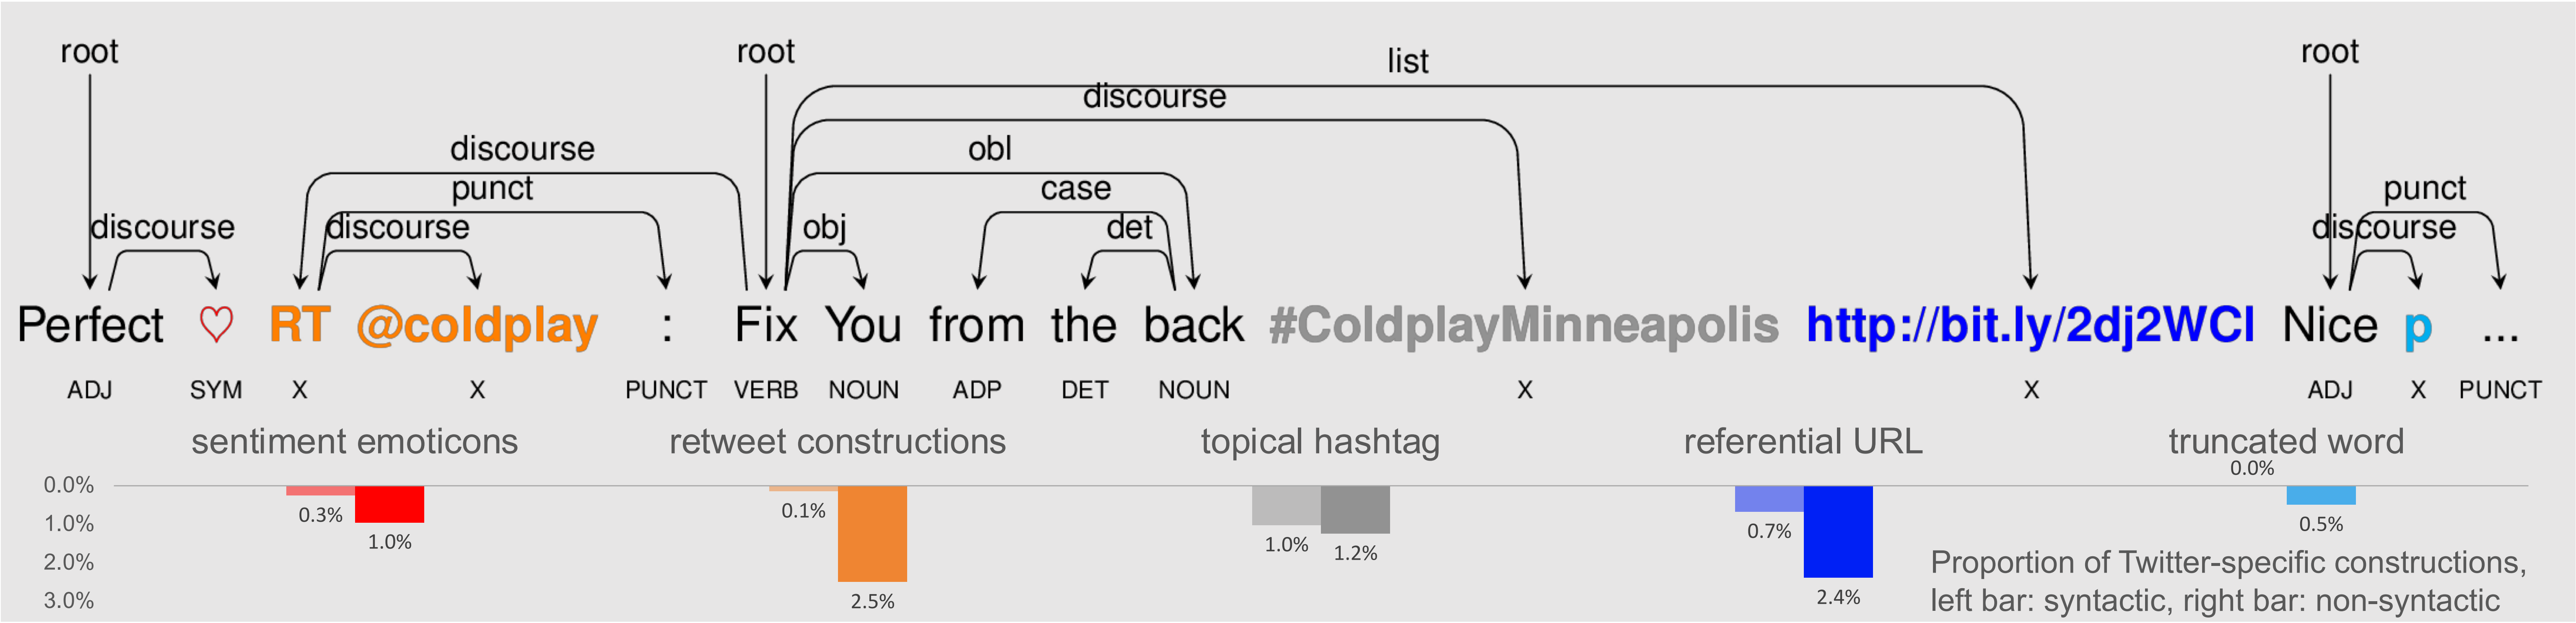 root root root
list
discourse
discourse obl
punct case punct
discourse discourse obj det discourse
Perfect ♡ RT @coldplay : Fix You from the back #ColdplayMinneapolis http://bit.ly/2dj2WCl Nice p ...
ADJ SYM X X PUNCT VERB NOUN ADP DET NOUN X X ADJ X PUNCT
sentiment emoticons retweet constructions topical hashtag referential URL truncated word
0.0%
0.0%
0.3% 0.1% 0.7% 0.5%
1.0% 1.0% 1.0% 1.2%
2.0% Proportion of Twitter-specific constructions,
3.0% 2.5% 2.4% left bar: syntactic, right bar: non-syntactic